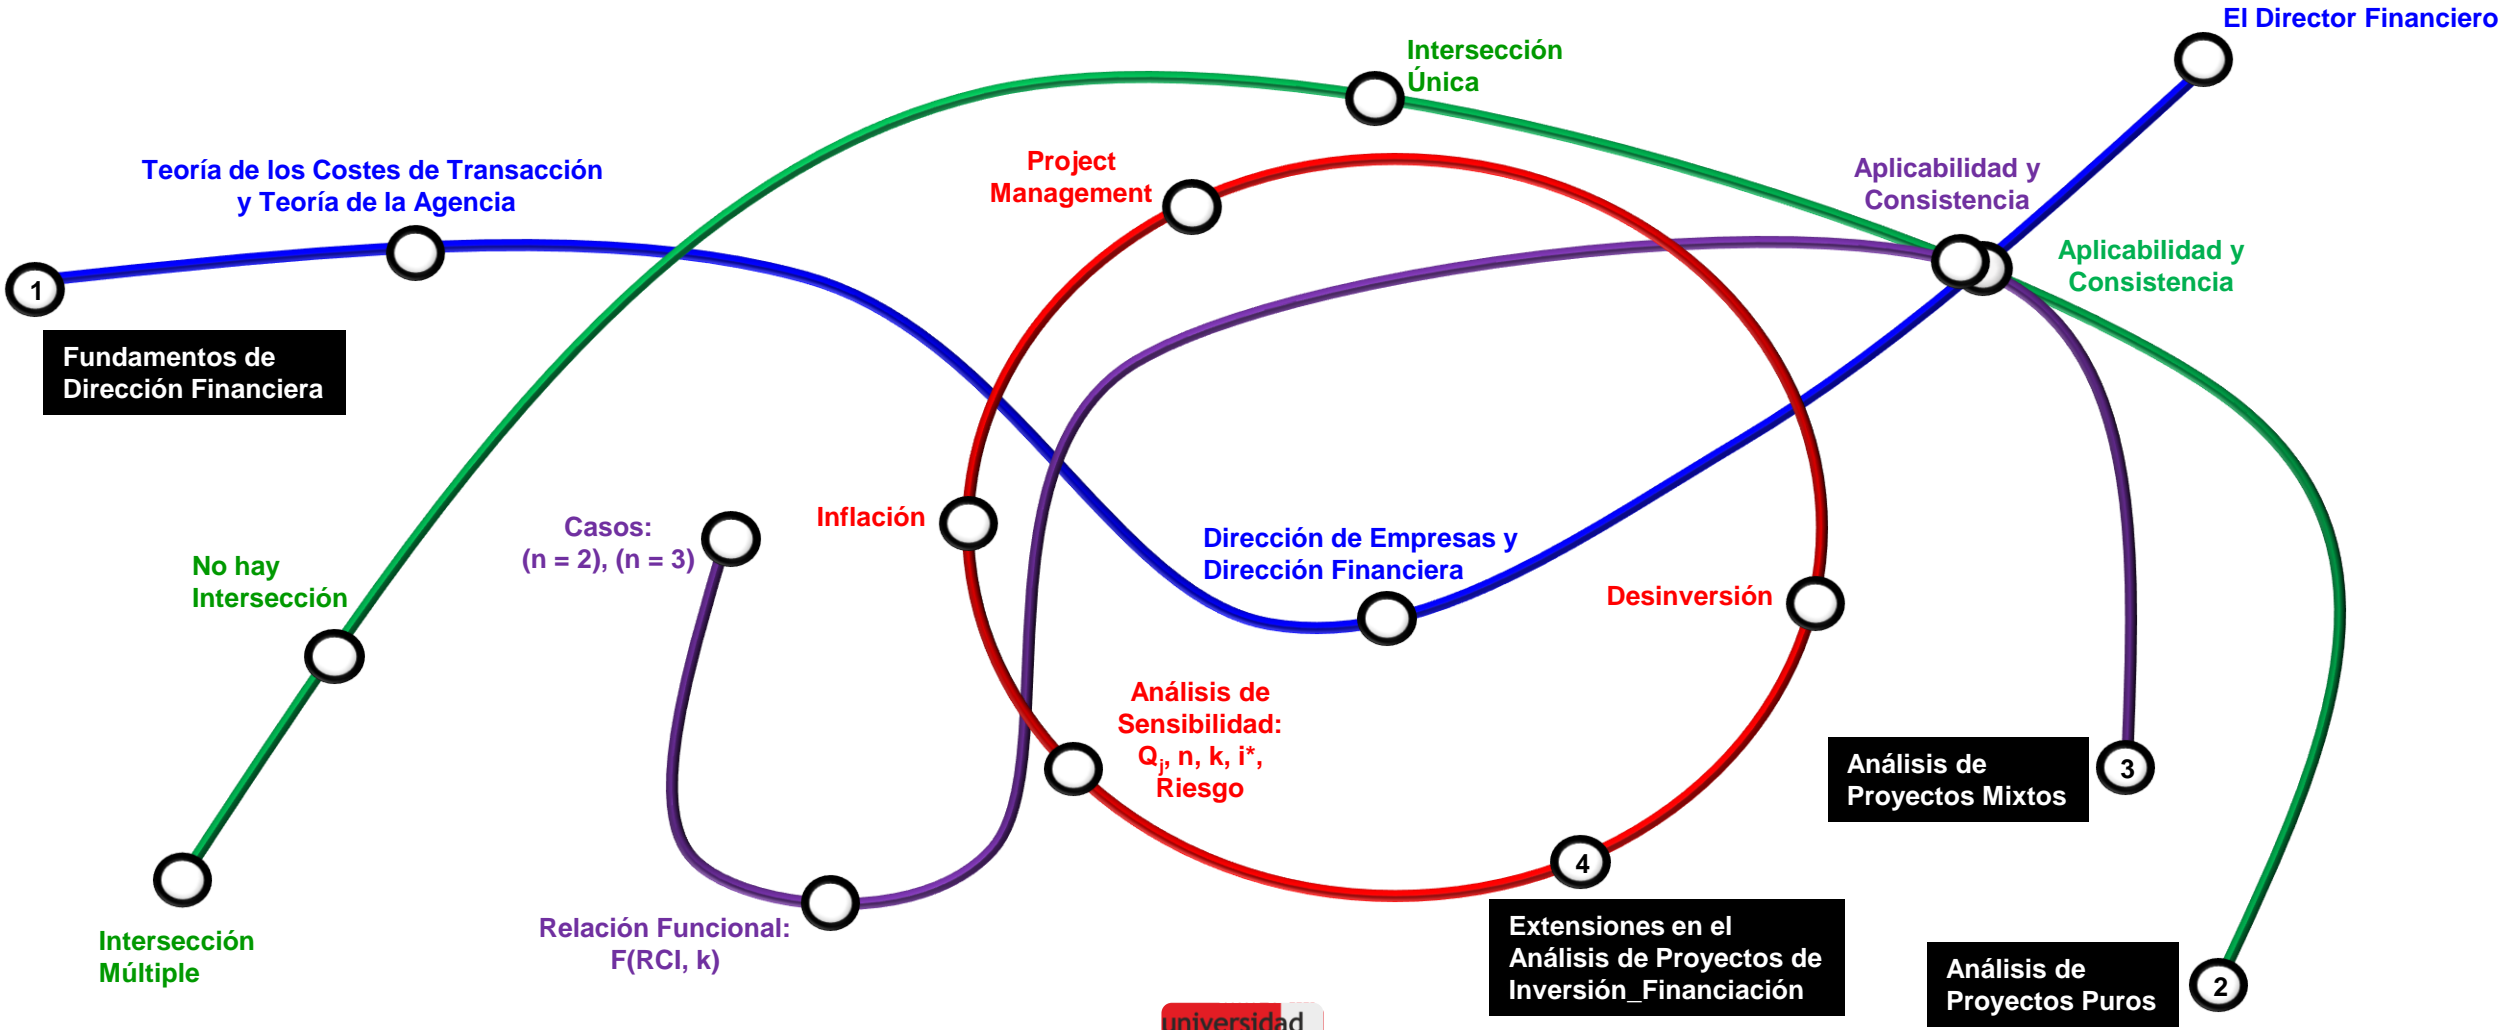 El Director Financiero
Intersección
Única
Project
Management
Teoría de los Costes de Transacción
y Teoría de la Agencia
Aplicabilidad y
Consistencia
Aplicabilidad y
Consistencia
1
Fundamentos de
Dirección Financiera
Casos:
(n = 2), (n = 3)
Inflación
Dirección de Empresas y
Dirección Financiera
No hay
Intersección
Desinversión
Análisis de
Sensibilidad:
Qj, n, k, i*,
Riesgo
Análisis de
Proyectos Mixtos
3
4
Relación Funcional:
F(RCI, k)
Intersección
Múltiple
Extensiones en el
Análisis de Proyectos de
Inversión_Financiación
Análisis de
Proyectos Puros
2
universidad